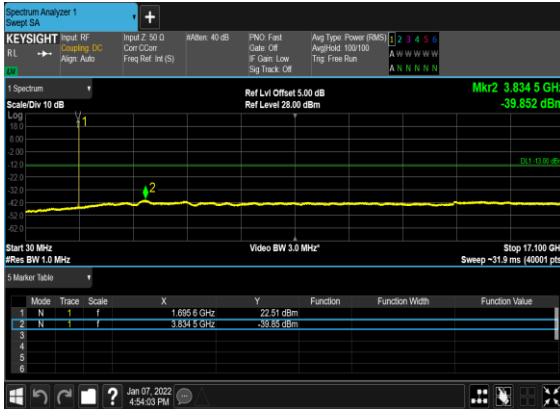 Spectrum Analyzer 1
Swept SA
+
KEYSIGHT Input: RF Input Z: 50 Ω #Atten: 40 dB PNO: Fast Avg Type: Power (RMS) 1 2 3 4 5 6
RL Coupling: DC Corr CCorr Gate: Off Avg|Hold: 100/100 A W W W W W
Align: Auto Freq Ref: Int (S) IF Gain: Low Trig: Free Run
Sig Track: Off A N N N N N
1 Spectrum Ref Lvl Offset 5.00 dB Mkr2 3.834 5 GHz
Scale/Div 10 dB Ref Level 28.00 dBm -39.852 dBm
Log
18.0
8.00
-2.00
-12.0
-22.0
-32.0
-42.0
-52.0
-62.0
1
DL1 -13.00 dBm
2
Start 30 MHz Video BW 3.0 MHz* Stop 17.100 GH
#Res BW 1.0 MHz Sweep ~31.9 ms (40001 pts
5 Marker Table
Mode Trace Scale X Y Function Function Width Function Value
1 N 1 f 1.695 6 GHz 22.51 dBm
2 N 1 f 3.834 5 GHz -39.85 dBm
3
4
5
6
? Jan 07, 2022
4:54:03 PM